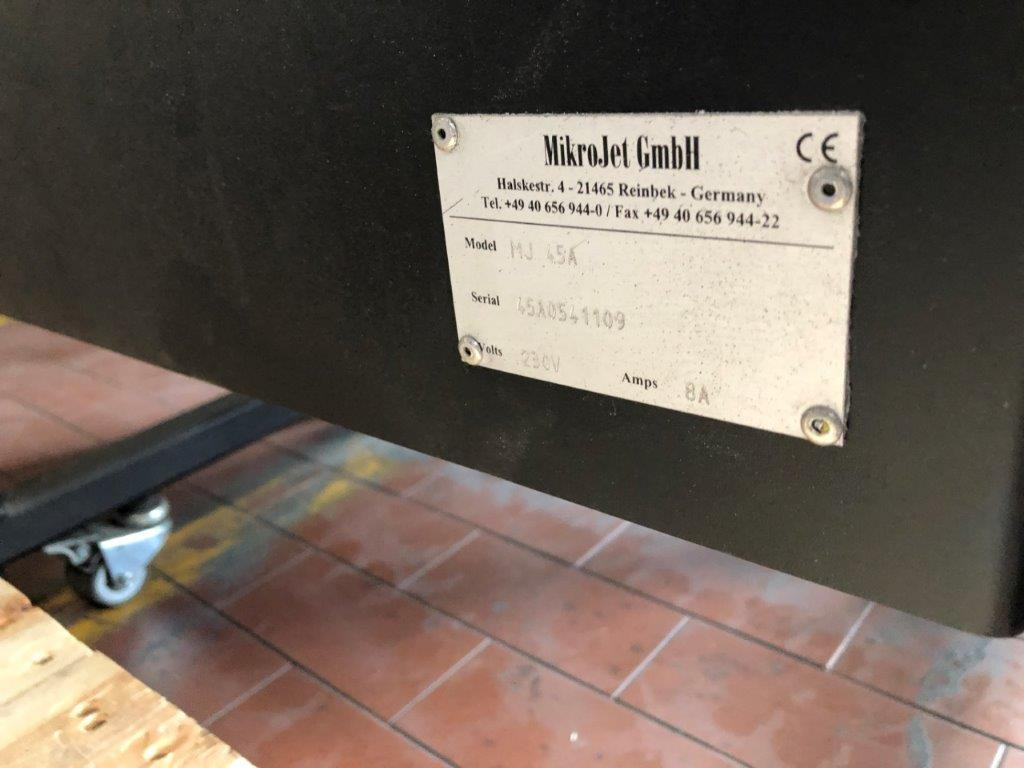 MikroJet GmbH CE
Halskestr. 4 - 21465 Reinbek - Germany
Tel. +49 40 656 944-0 / Fax +49 40 656 944-22
Model MJ 45A
Serial 45A0541109
Volts 230V Amps 8A